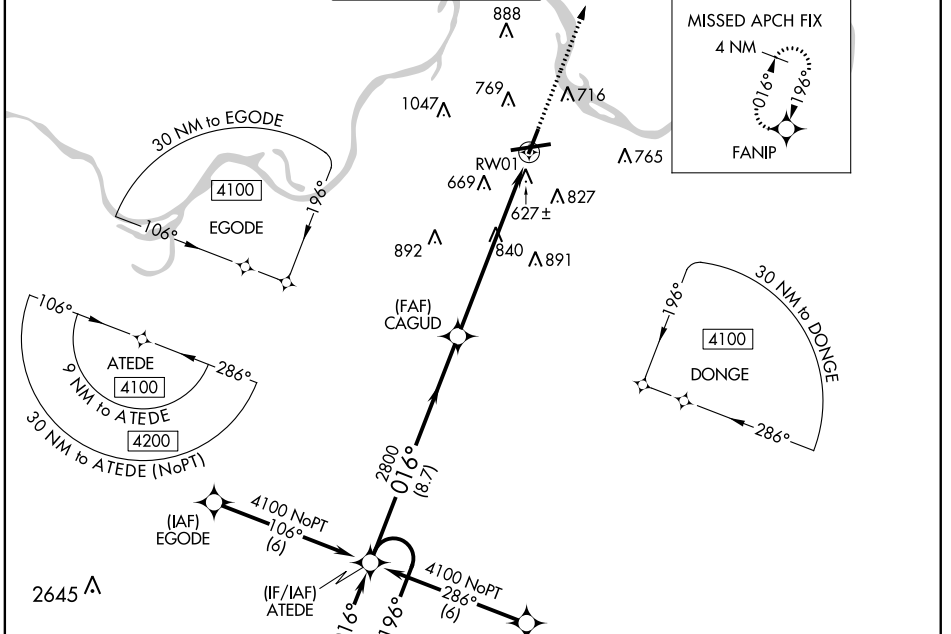 888
MISSED APCH FIX
4 NM
016°
196°
FANIP
1047
769
716
30 NM to EGODE
4100
EGODE
196°
106°
RW01
765
669
827
627±
892
840
891
(FAF)
CAGUD
30 NM to DONGE
196°
4100
DONGE
286°
106°
ATEDE
4100
286°
9 NM to ATEDE
4200
30 NM to ATEDE (NoPT)
2800
016°
(8.7)
(IAF)
EGODE
4100 NoPT
106°
(6)
(IF/IAF)
ATEDE
4100 NoPT
286°
(6)
2645
016°
196°